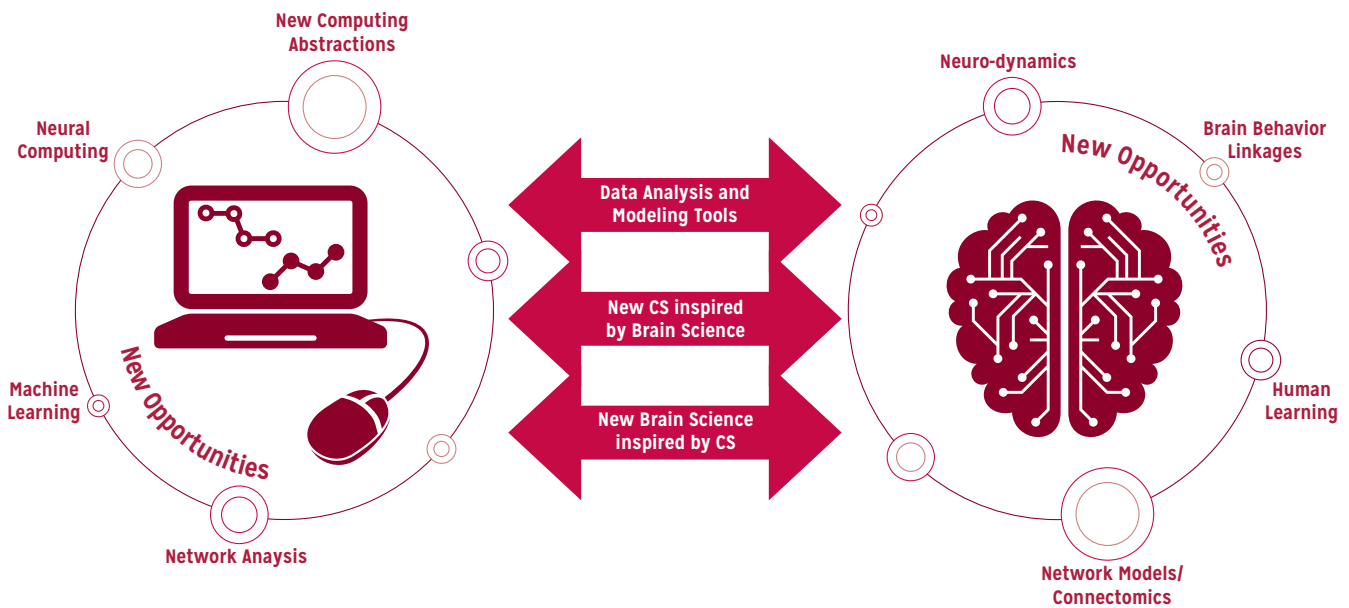 New Computing
Abstractions
Neural
Computing
Machine
Learning
New Opportunities
Network Anaysis
Data Analysis and
Modeling Tools
New CS inspired
by Brain Science
New Brain Science
inspired by CS
Neuro-dynamics
Brain Behavior
Linkages
New Opportunities
Human
Learning
Network Models/
Connectomics